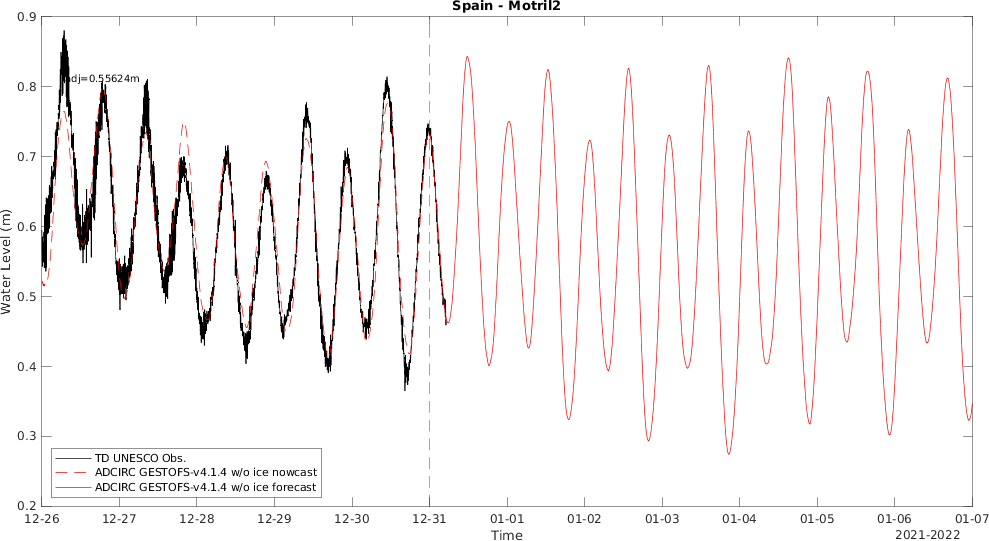 Spain - Motril2
0.9
0.8
0.7
0.6
0.5
0.4
0.3
0.2
Water Level (m)
adj=0.55624m
TD UNESCO Obs.
ADCIRC GESTOFS-v4.1.4 w/o ice nowcast
ADCIRC GESTOFS-v4.1.4 w/o ice forecast
12-26 12-27 12-28 12-29 12-30 12-31 01-01 01-02 01-03 01-04 01-05 01-06 01-07
Time
2021-2022